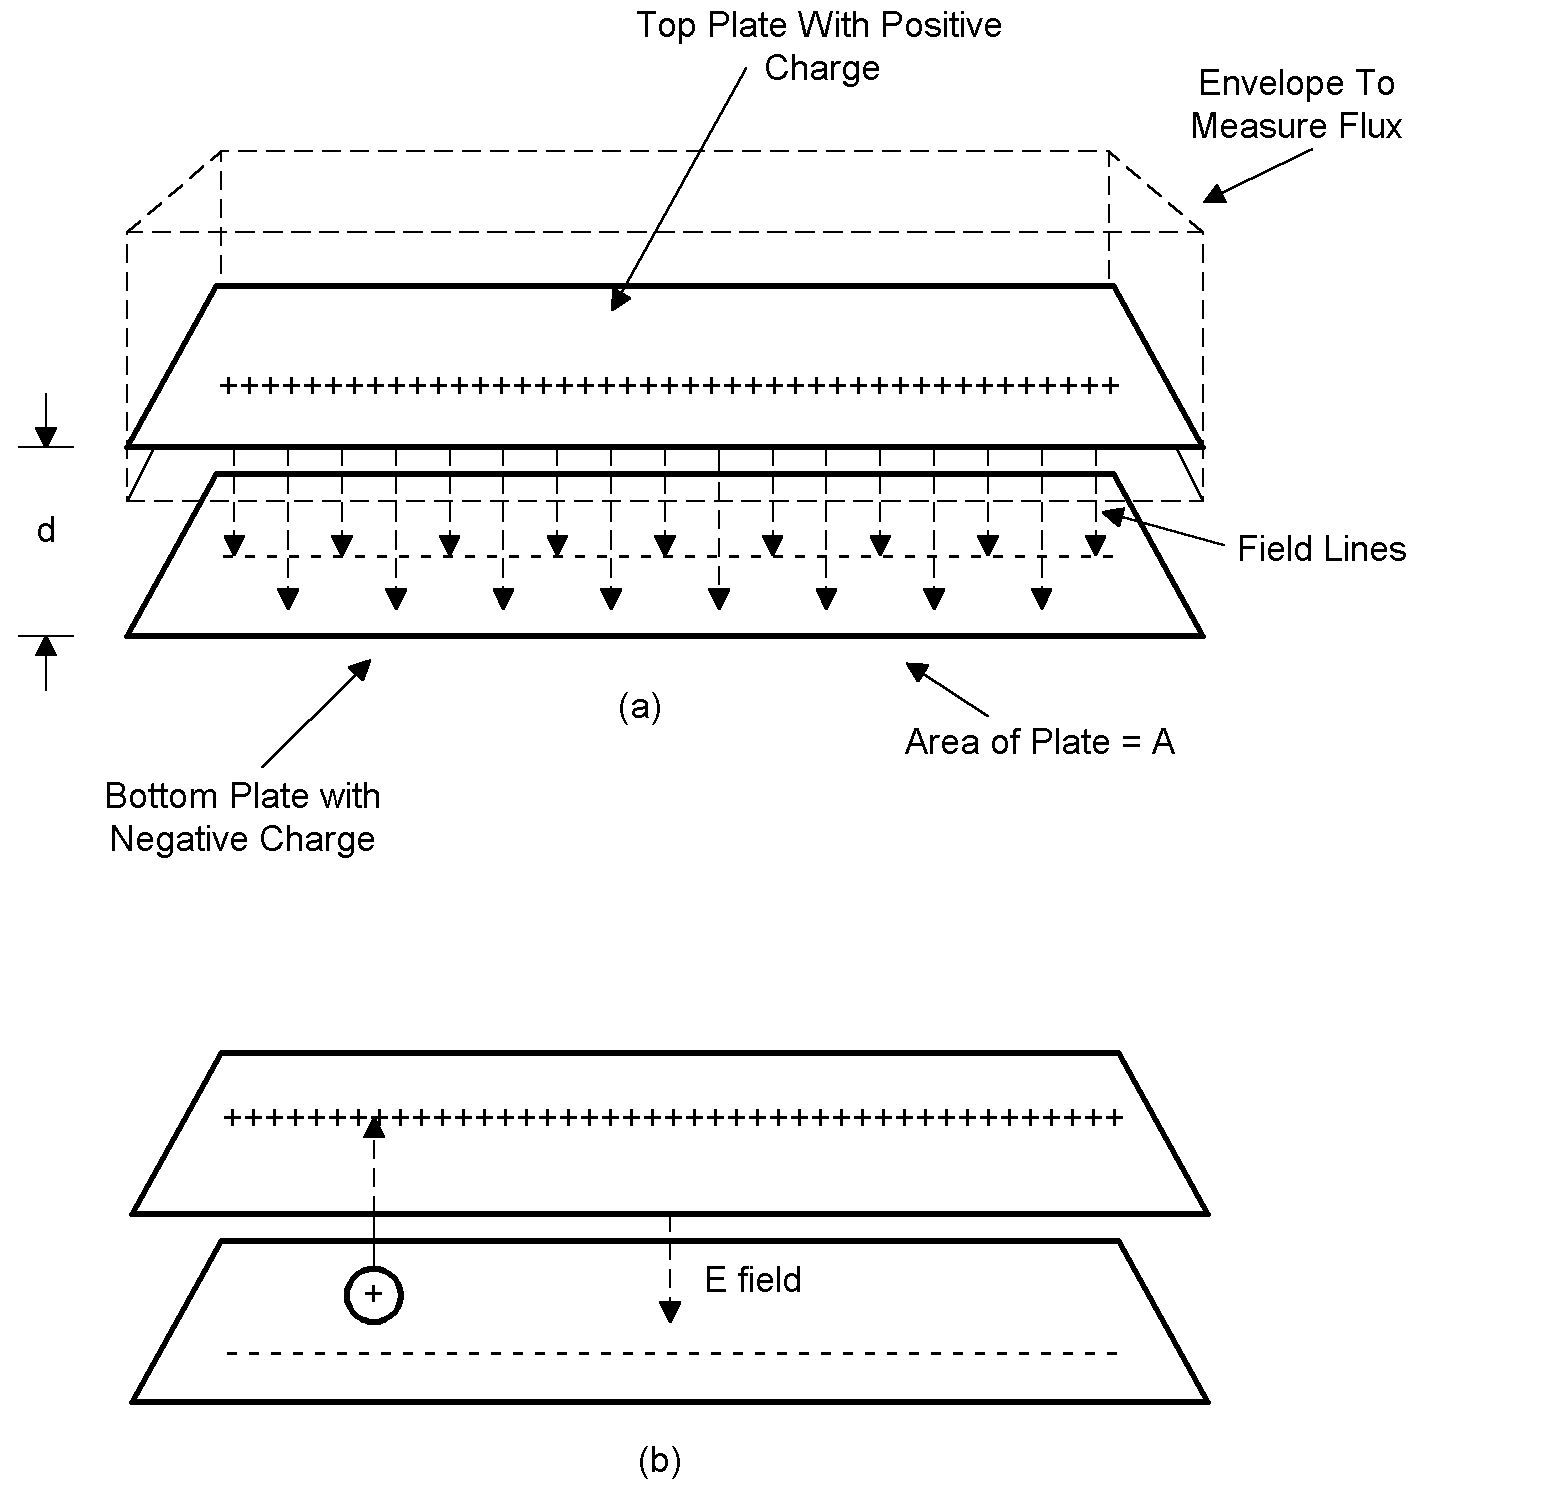 Top Plate With Positive
Charge
Envelope To
Measure Flux
+++++++++++++++++++++++++++++++++++++++++++
d
- - - - - - - - - - - - - - - - - - - - - - - - - - - - - - - - - - - - - - - - -
Field Lines
(a)
Area of Plate = A
Bottom Plate with
Negative Charge
+++++++++++++++++++++++++++++++++++++++++++
E field
+
- - - - - - - - - - - - - - - - - - - - - - - - - - - - - - - - - - - - - - - - -
(b)